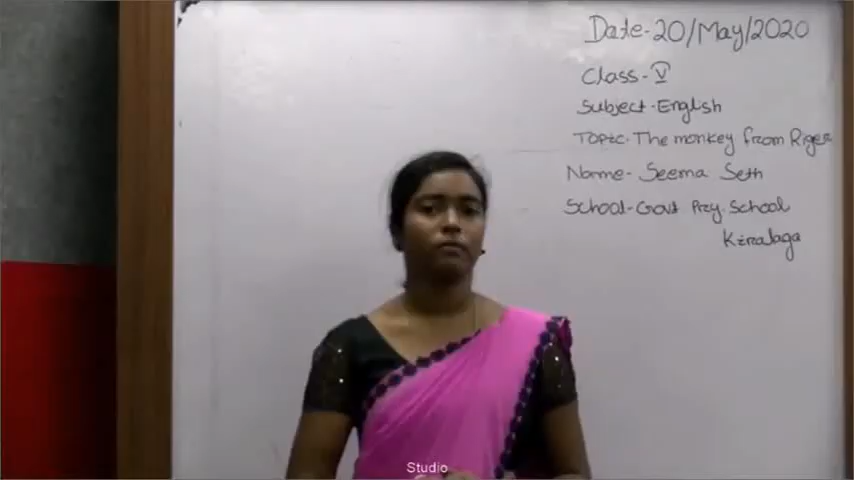 Date-20/May/2020
Class-V
Subject-English
Topic-The monkey from Riger
Name-Seema Seth
School-Govt Pry. School
Kiralaga
Studio